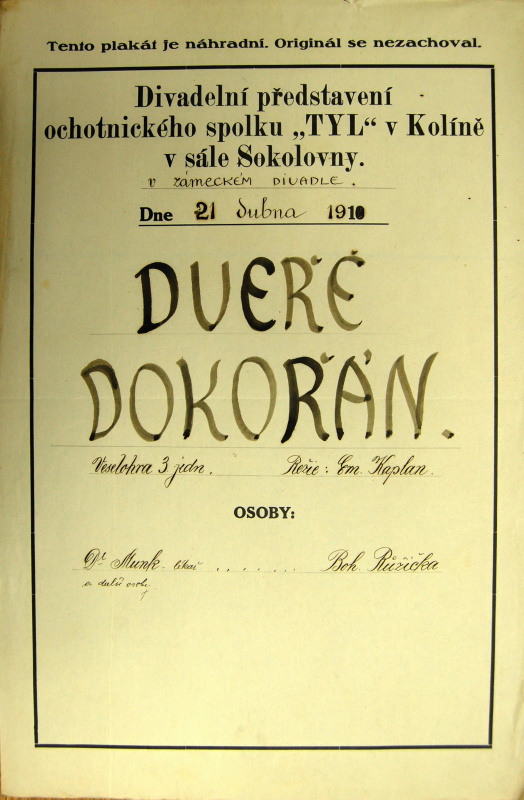 Tento plakát je náhradní. Originál se nezachoval.
Divadelní představení
ochotnického spolku „TYL“ v Kolíně
v sále Sokolovny.
v zámeckém divadle.
Dne 21 dubna 1910
DVEŘE
DOKOŘÁN.
Veselohra 3 jedn. Režie: Em. Kaplan.
OSOBY:
Dr Munk lékař . . . . . . Boh. Růžička
a další osoby